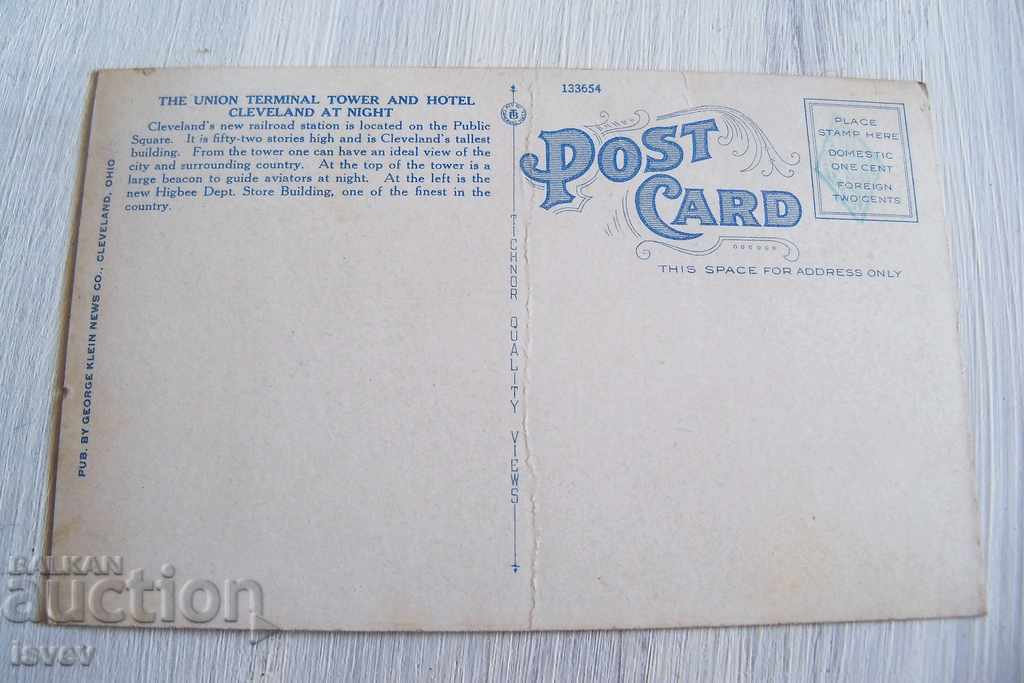 THE UNION TERMINAL TOWER AND HOTEL
CLEVELAND AT NIGHT
Cleveland's new railroad station is located on the Public
Square. It is fifty-two stories high and is Cleveland's tallest
building. From the tower one can have an ideal view of the
city and surrounding country. At the top of the tower is a
large beacon to guide aviators at night. At the left is the
new Higbee Dept. Store Building, one of the finest in the
country.
PUB. BY GEORGE KLEIN NEWS CO., CLEVELAND, OHIO
TICHNOR QUALITY VIEWS
133654
POST
CARD
PLACE
STAMP HERE
DOMESTIC
ONE CENT
FOREIGN
TWO CENTS
THIS SPACE FOR ADDRESS ONLY
BALKAN
auction
isvev